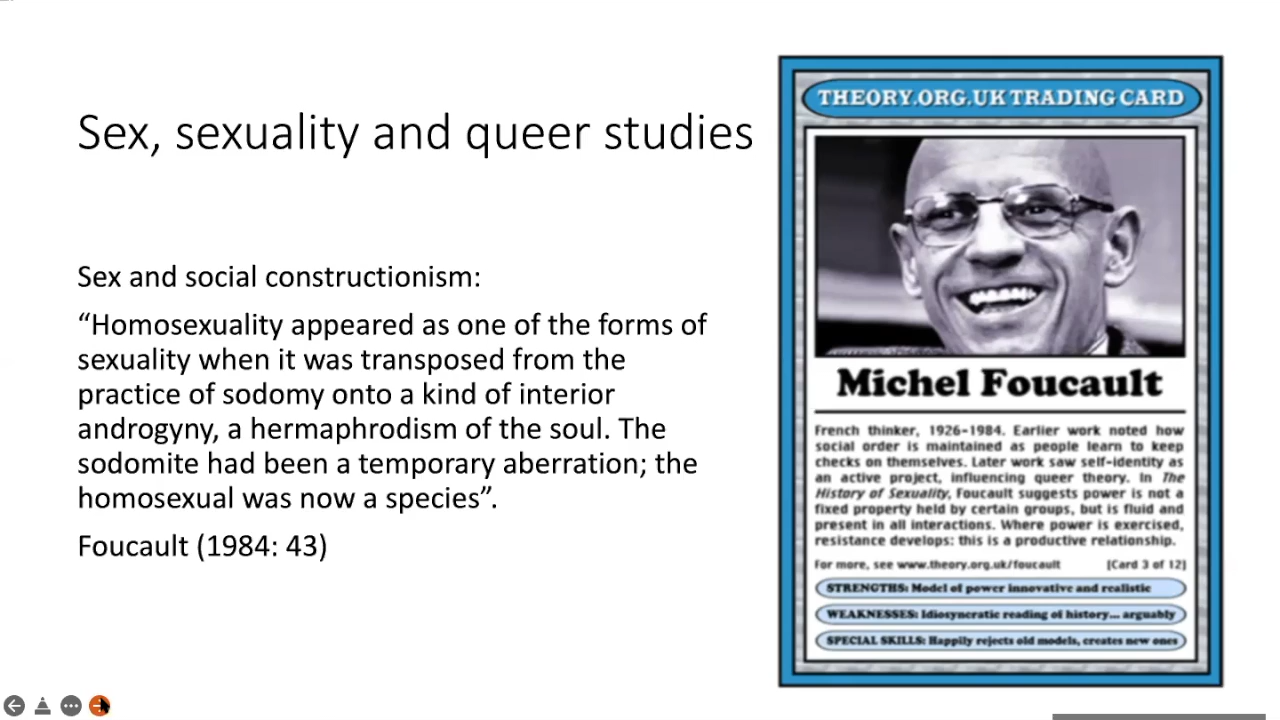 Sex, sexuality and queer studies
Sex and social constructionism:
“Homosexuality appeared as one of the forms of
sexuality when it was transposed from the
practice of sodomy onto a kind of interior
androgyny, a hermaphrodism of the soul. The
sodomite had been a temporary aberration; the
homosexual was now a species”.
Foucault (1984: 43)
THEORY.ORG.UK TRADING CARD
Michel Foucault
French thinker, 1926-1984. Earlier work noted how
social order is maintained as people learn to keep
checks on themselves. Later work saw self-identity as
an active project, influencing queer theory. In The
History of Sexuality, Foucault suggests power is not a
fixed property held by certain groups, but is fluid and
present in all interactions. Where power is exercised,
resistance develops: this is a productive relationship.
For more, see www.theory.org.uk/foucault [Card 3 of 12]
STRENGTHS: Model of power innovative and realistic
WEAKNESSES: Idiosyncratic reading of history... arguably
SPECIAL SKILLS: Happily rejects old models, creates new ones